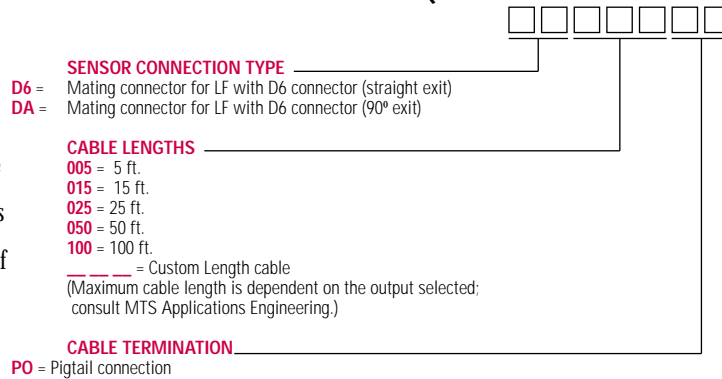 SENSOR CONNECTION TYPE
D6 = Mating connector for LF with D6 connector (straight exit)
DA = Mating connector for LF with D6 connector (90º exit)
CABLE LENGTHS
005 = 5 ft.
015 = 15 ft.
025 = 25 ft.
050 = 50 ft.
100 = 100 ft.
__ __ __ = Custom Length cable
(Maximum cable length is dependent on the output selected;
consult MTS Applications Engineering.)
CABLE TERMINATION
PO = Pigtail connection